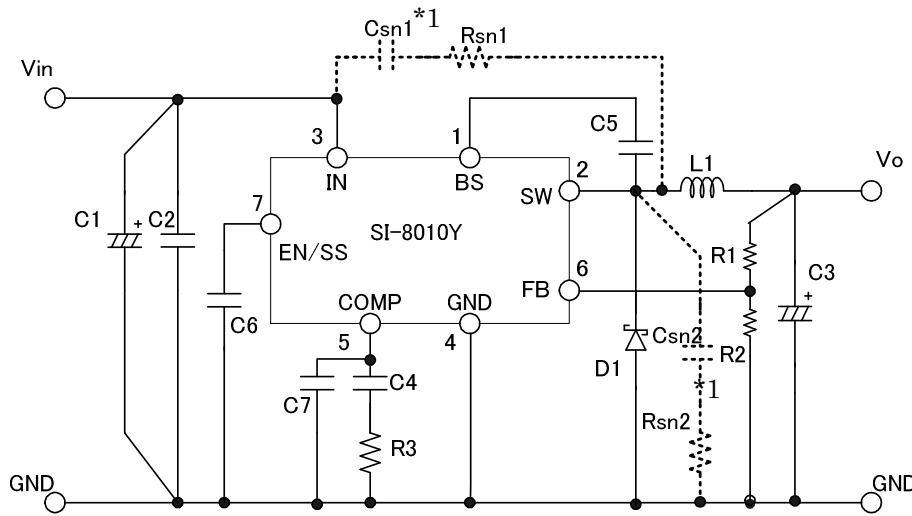 Csn1 *1
Rsn1
Vin
3
1
C5
L1
Vo
IN
BS
2
SW
7
C1
+
C2
SI-8010Y
EN/SS
R1
6
C3
FB
+
COMP
GND
C6
5
4
Csn2
R2
D1
*1
C7
C4
Rsn2
R3
GND
GND